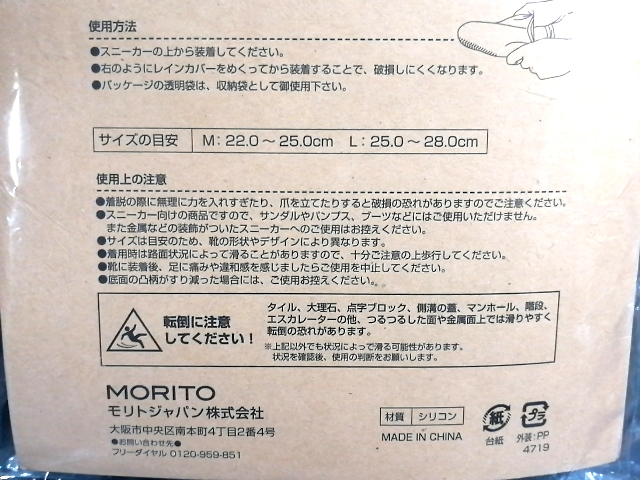 使用方法
●スニーカーの上から装着してください。
●右のようにレインカバーをめくってから装着することで、破損しにくくなります。
●パッケージの透明袋は、収納袋として御使用下さい。
サイズの目安 M：22.0～25.0cm L：25.0～28.0cm
使用上の注意
●着脱の際に無理に力を入れすぎたり、爪を立てたりすると破損の恐れがありますのでご注意ください。
●スニーカー向けの商品ですので、サンダルやパンプス、ブーツなどにはご使用いただけません。
また金属などの装飾がついたスニーカーへのご使用はお控えください。
●サイズは目安のため、靴の形状やデザインにより異なります。
●着用時は路面状況によって滑ることがありますので、十分ご注意の上歩行してください。
●靴に装着後、足に痛みや違和感を感じましたらご使用を中止してください。
●底面の凸柄がすり減った場合には、ご使用お控えください。
転倒に注意
してください！
タイル、大理石、点字ブロック、側溝の蓋、マンホール、階段、
エスカレーターの他、つるつるした面や金属面上では滑りやすく
転倒の恐れがあります。
※上記以外でも状況によって滑る可能性があります。
状況を確認後、使用の判断をお願いします。
MORITO
モリトジャパン株式会社
大阪市中央区南本町4丁目2番4号
●お問い合わせ先●
フリーダイヤル 0120-959-851
材質 シリコン
MADE IN CHINA
紙
台紙
プラ
外装：PP
4719